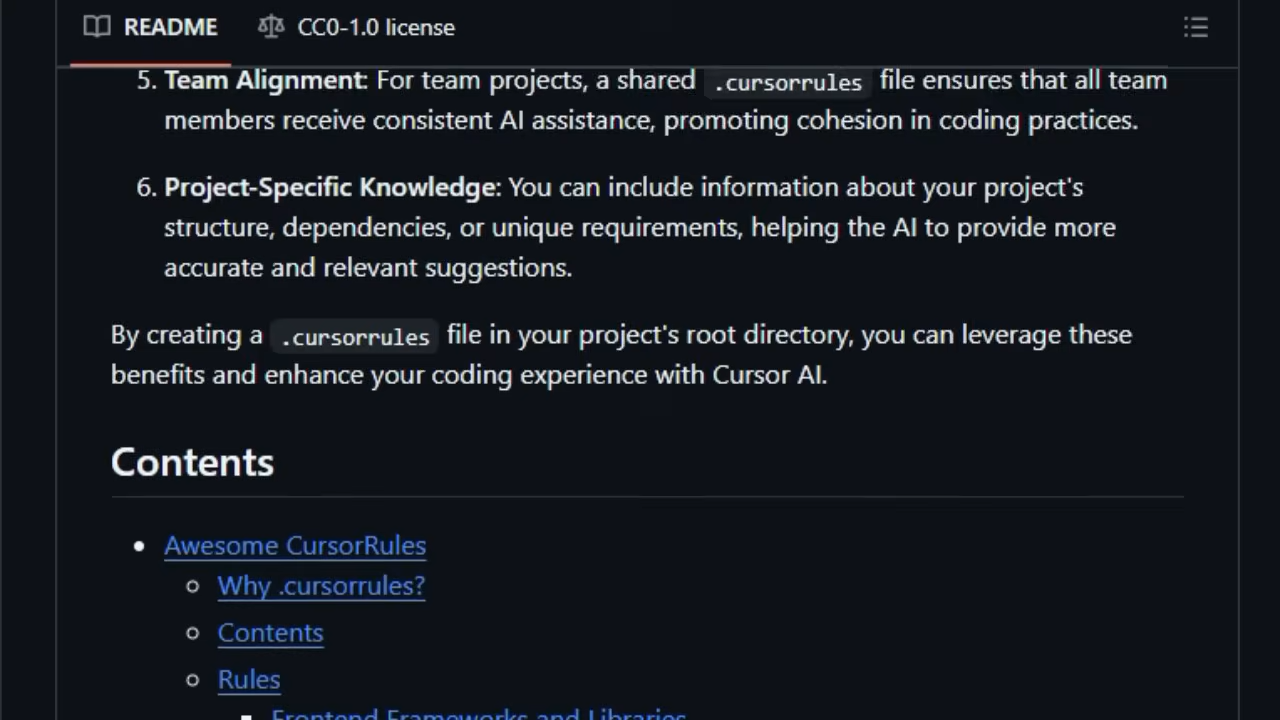 README CC0-1.0 license
5. Team Alignment: For team projects, a shared .cursorrules file ensures that all team
members receive consistent AI assistance, promoting cohesion in coding practices.
6. Project-Specific Knowledge: You can include information about your project's
structure, dependencies, or unique requirements, helping the AI to provide more
accurate and relevant suggestions.
By creating a .cursorrules file in your project's root directory, you can leverage these
benefits and enhance your coding experience with Cursor AI.
Contents
Awesome CursorRules
Why .cursorrules?
Contents
Rules
Frontend Frameworks and Libraries